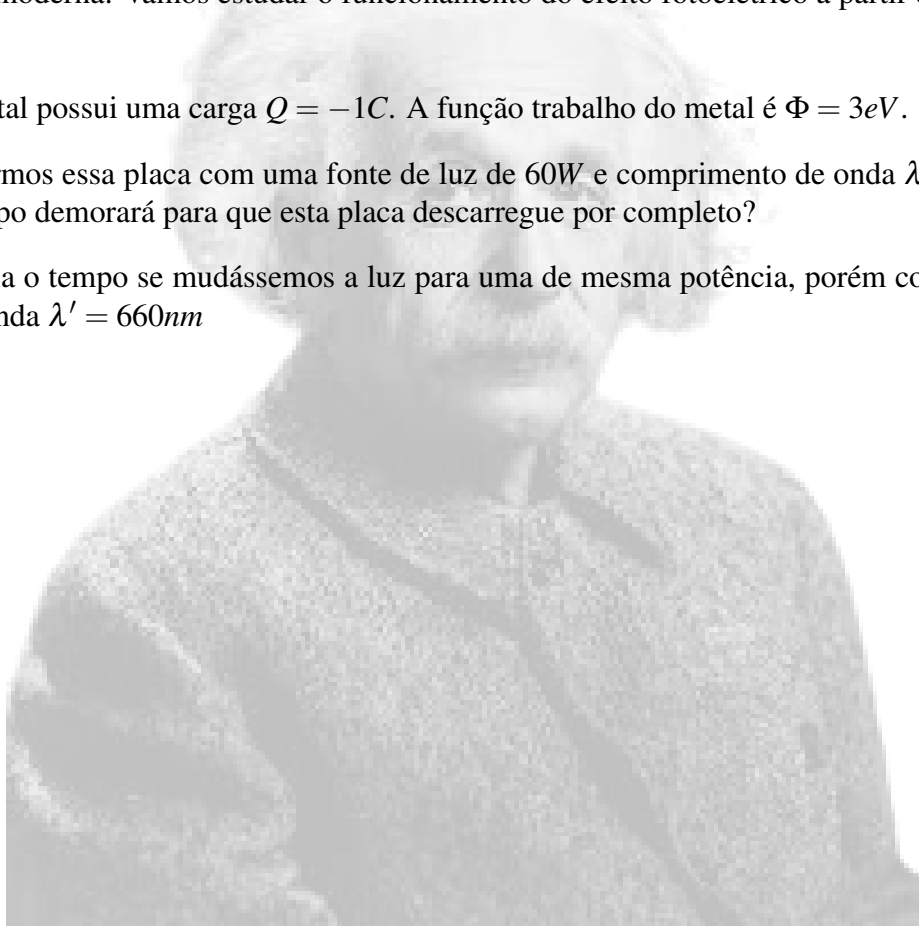 moderna. Vamos estudar o funcionamento do efeito fotoelétrico a partir
tal possui uma carga Q = −1C. A função trabalho do metal é Φ = 3eV.
rmos essa placa com uma fonte de luz de 60W e comprimento de onda λ
po demorará para que esta placa descarregue por completo?
a o tempo se mudássemos a luz para uma de mesma potência, porém co
nda λ′ = 660nm